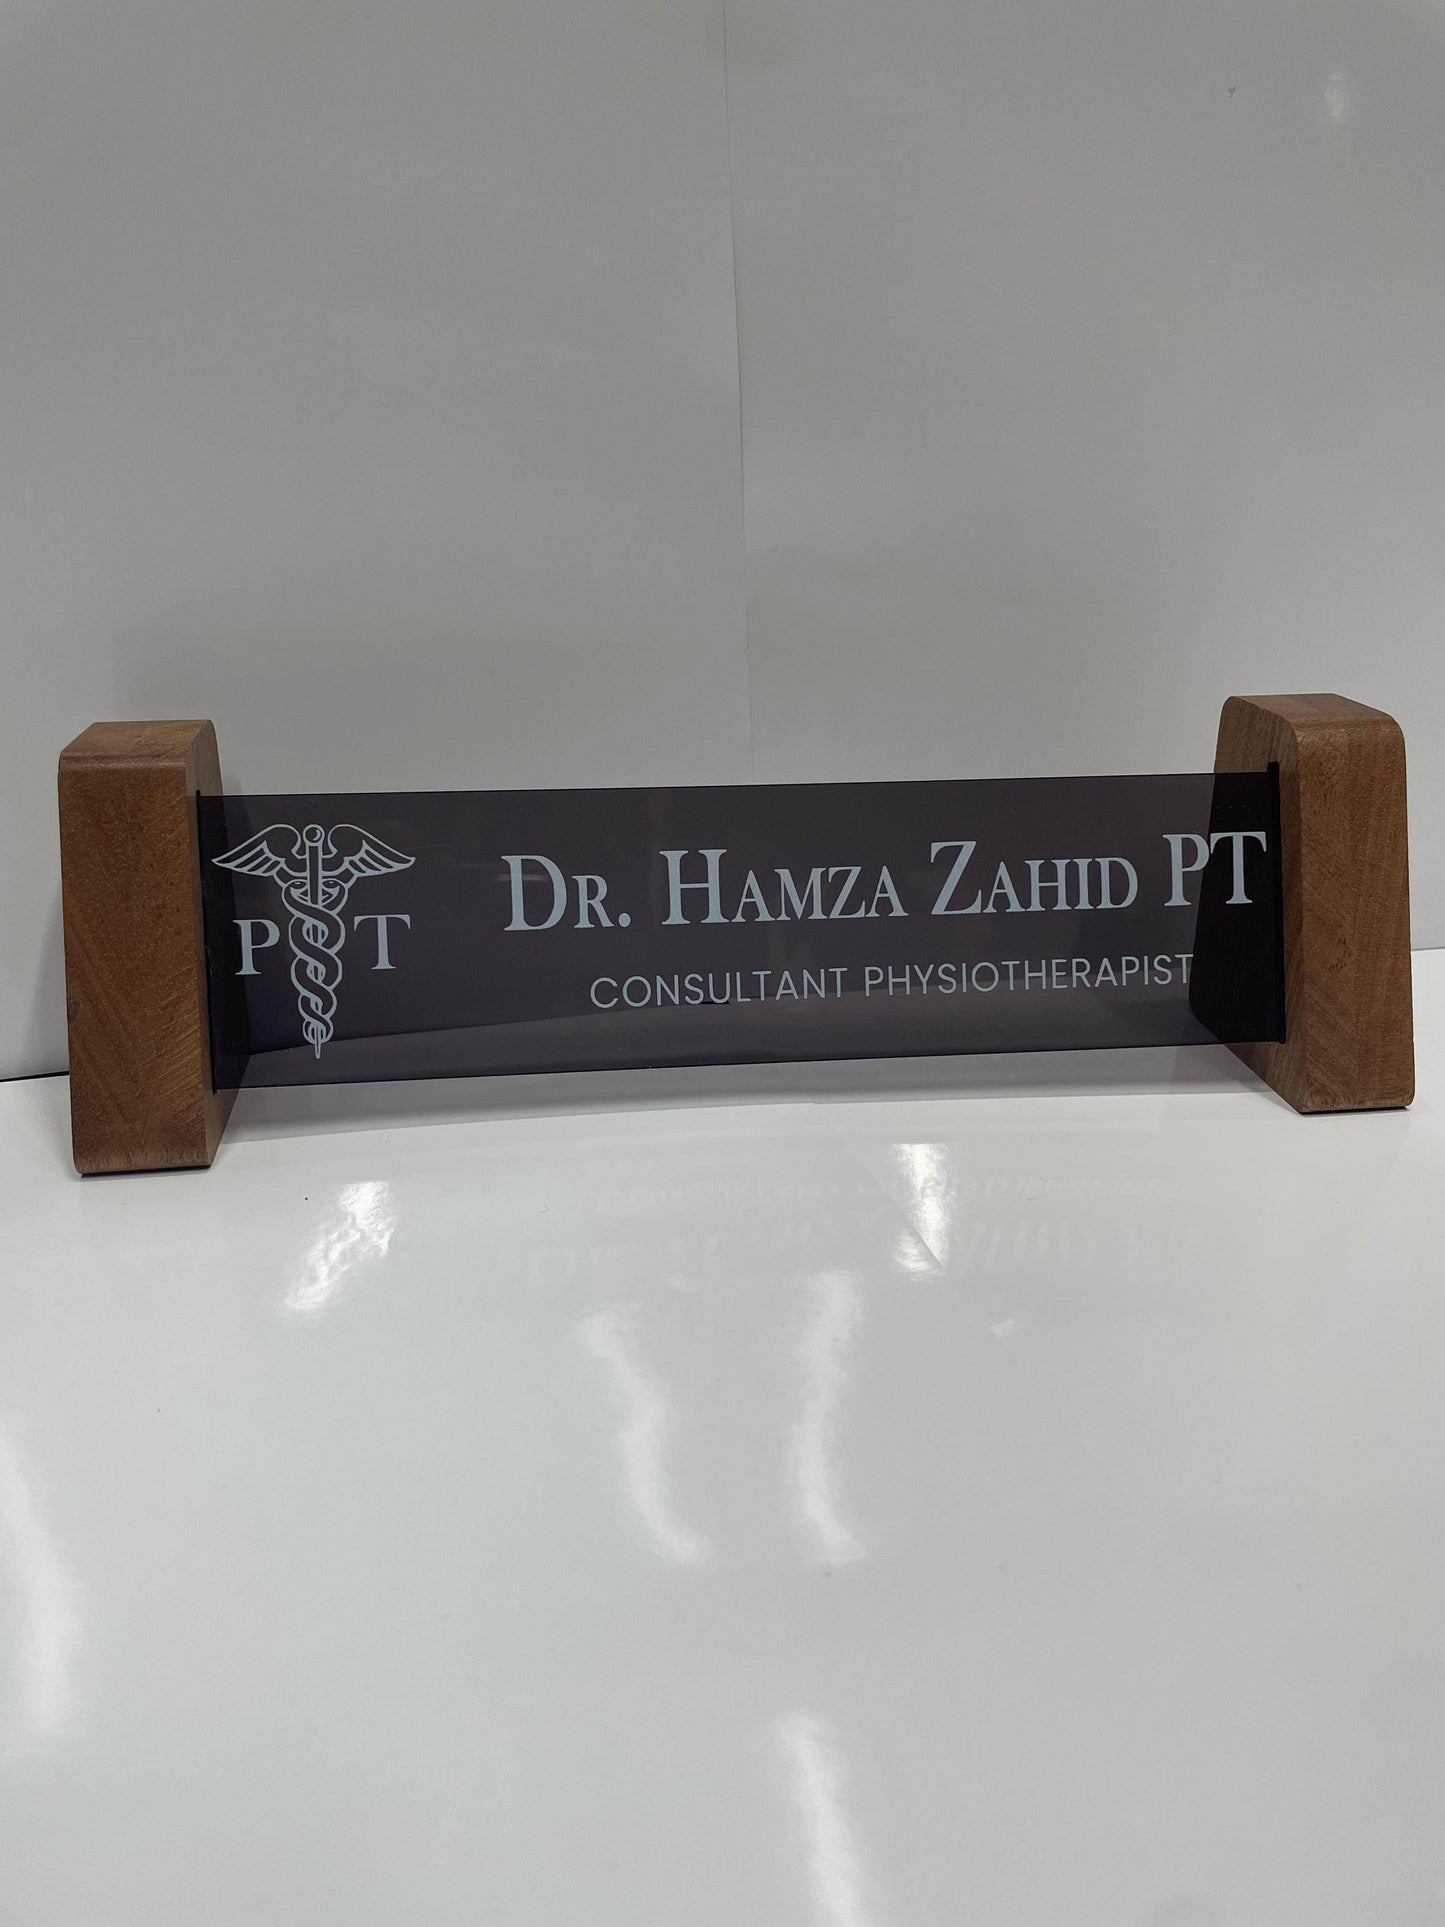 P T
DR. HAMZA ZAHID PT
CONSULTANT PHYSIOTHERAPIST